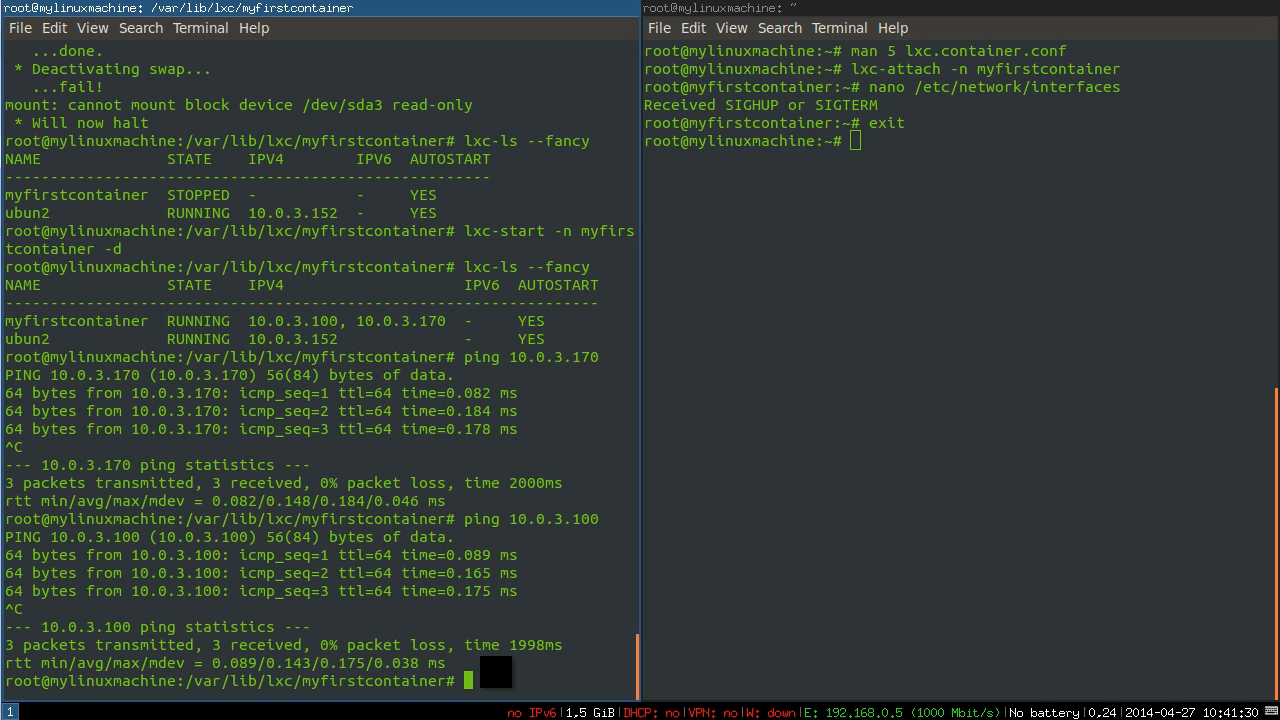 root@mylinuxmachine: /var/lib/lxc/myfirstcontainer
File Edit View Search Terminal Help
...done.
* Deactivating swap...
...fail!
mount: cannot mount block device /dev/sda3 read-only
* Will now halt
root@mylinuxmachine:/var/lib/lxc/myfirstcontainer# lxc-ls --fancy
NAME STATE IPV4 IPV6 AUTOSTART
------------------------------------------------------
myfirstcontainer STOPPED - - YES
ubun2 RUNNING 10.0.3.152 - YES
root@mylinuxmachine:/var/lib/lxc/myfirstcontainer# lxc-start -n myfirs
tcontainer -d
root@mylinuxmachine:/var/lib/lxc/myfirstcontainer# lxc-ls --fancy
NAME STATE IPV4 IPV6 AUTOSTART
------------------------------------------------------------------
myfirstcontainer RUNNING 10.0.3.100, 10.0.3.170 - YES
ubun2 RUNNING 10.0.3.152 - YES
root@mylinuxmachine:/var/lib/lxc/myfirstcontainer# ping 10.0.3.170
PING 10.0.3.170 (10.0.3.170) 56(84) bytes of data.
64 bytes from 10.0.3.170: icmp_seq=1 ttl=64 time=0.082 ms
64 bytes from 10.0.3.170: icmp_seq=2 ttl=64 time=0.184 ms
64 bytes from 10.0.3.170: icmp_seq=3 ttl=64 time=0.178 ms
^C
--- 10.0.3.170 ping statistics ---
3 packets transmitted, 3 received, 0% packet loss, time 2000ms
rtt min/avg/max/mdev = 0.082/0.148/0.184/0.046 ms
root@mylinuxmachine:/var/lib/lxc/myfirstcontainer# ping 10.0.3.100
PING 10.0.3.100 (10.0.3.100) 56(84) bytes of data.
64 bytes from 10.0.3.100: icmp_seq=1 ttl=64 time=0.089 ms
64 bytes from 10.0.3.100: icmp_seq=2 ttl=64 time=0.165 ms
64 bytes from 10.0.3.100: icmp_seq=3 ttl=64 time=0.175 ms
^C
--- 10.0.3.100 ping statistics ---
3 packets transmitted, 3 received, 0% packet loss, time 1998ms
rtt min/avg/max/mdev = 0.089/0.143/0.175/0.038 ms
root@mylinuxmachine:/var/lib/lxc/myfirstcontainer#
root@mylinuxmachine: ~
File Edit View Search Terminal Help
root@mylinuxmachine:~# man 5 lxc.container.conf
root@mylinuxmachine:~# lxc-attach -n myfirstcontainer
root@myfirstcontainer:~# nano /etc/network/interfaces
Received SIGHUP or SIGTERM
root@myfirstcontainer:~# exit
root@mylinuxmachine:~#
1
no IPv6|1,5 GiB|DHCP: no|VPN: no|W: down|E: 192.168.0.5 (1000 Mbit/s)|No battery|0,24|2014-04-27 10:41:30